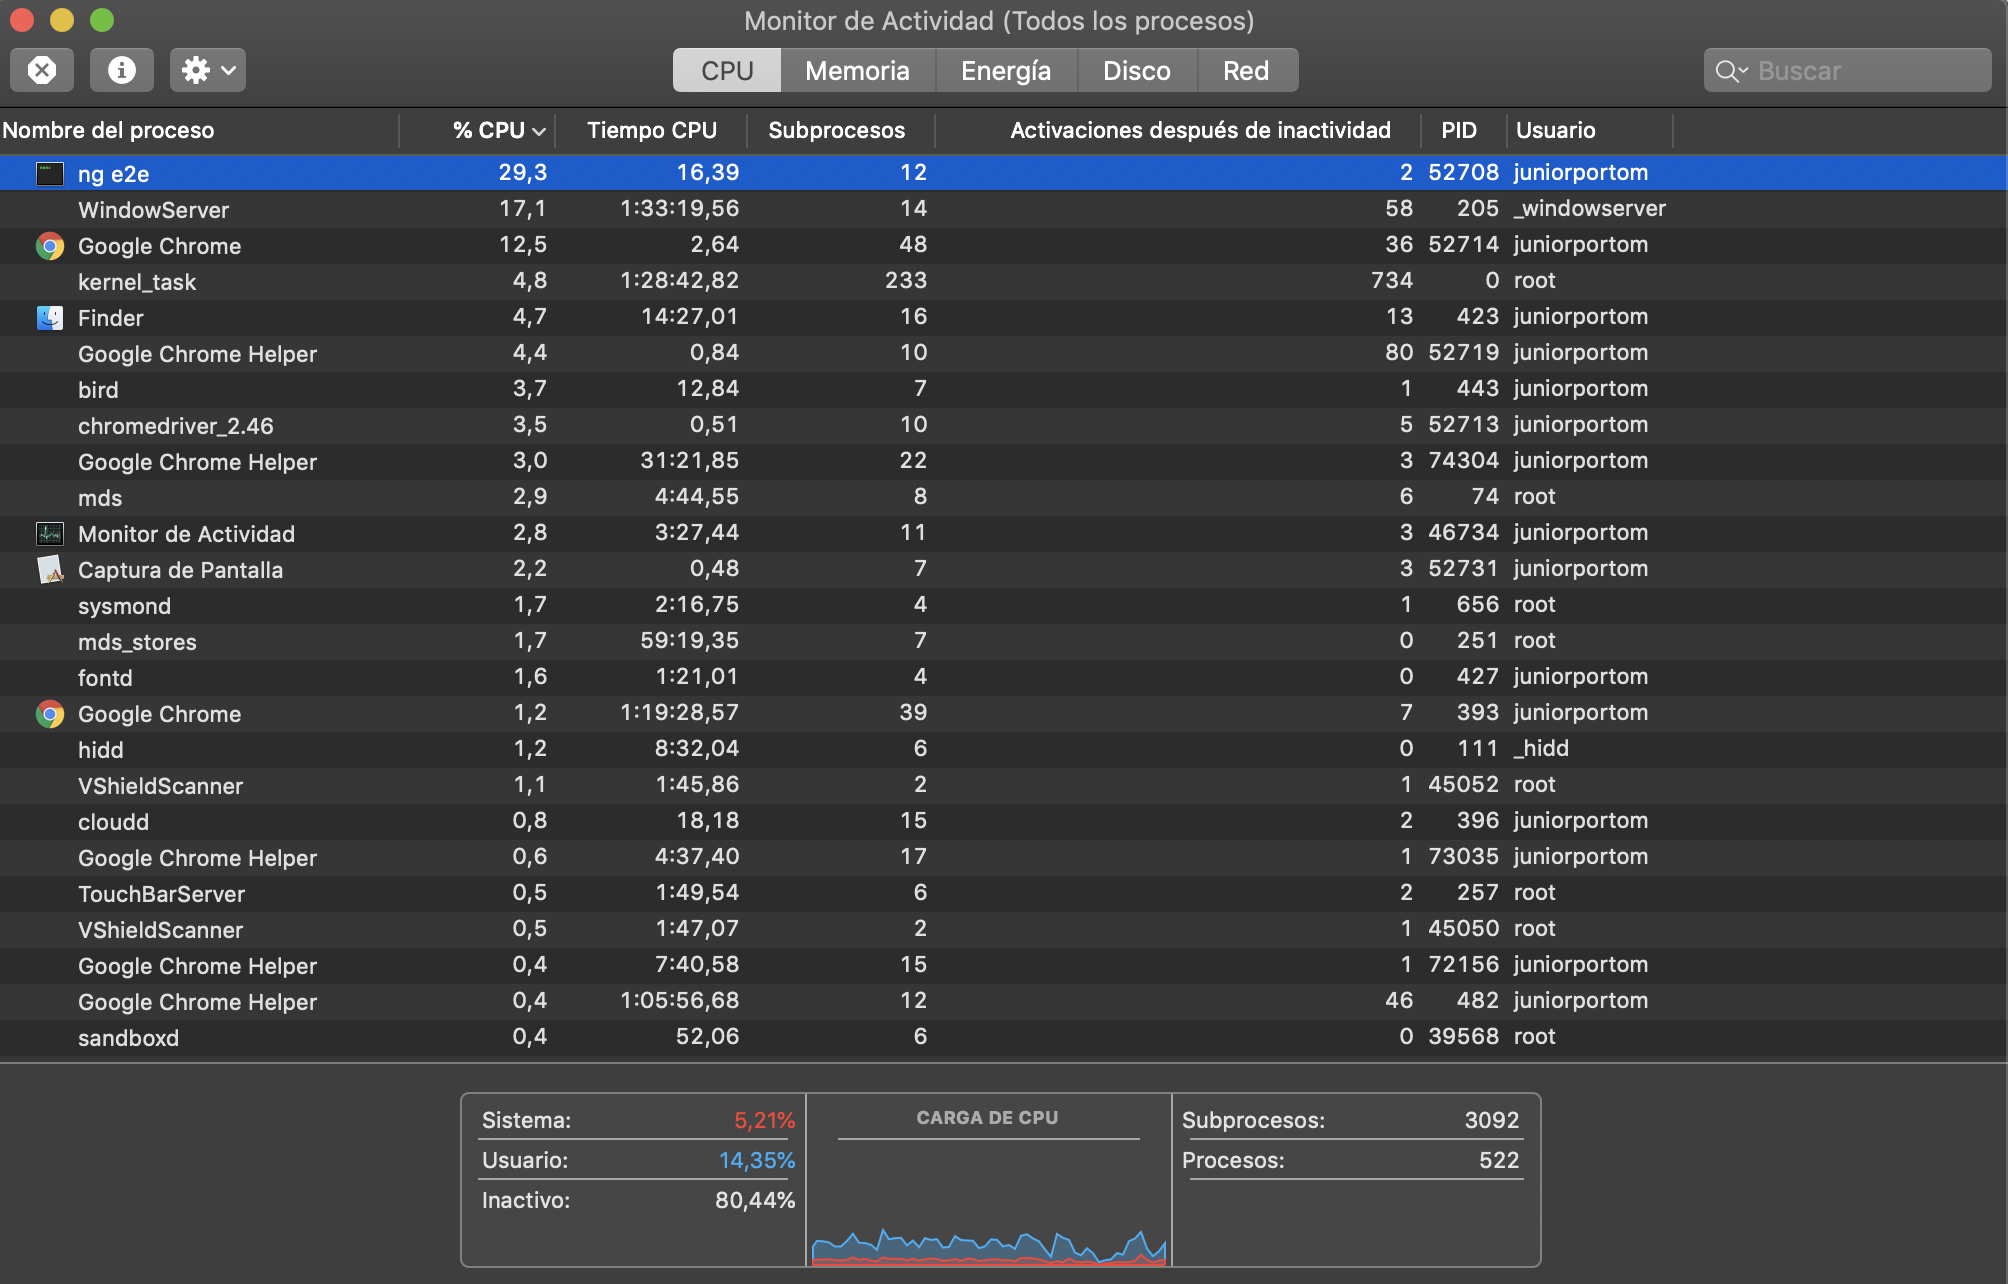 Monitor de Actividad (Todos los procesos)
CPU Memoria Energía Disco Red Buscar
Nombre del proceso % CPU Tiempo CPU Subprocesos Activaciones después de inactividad PID Usuario
ng e2e 29,3 16,39 12 2 52708 juniorportom
WindowServer 17,1 1:33:19,56 14 58 205 _windowserver
Google Chrome 12,5 2,64 48 36 52714 juniorportom
kernel_task 4,8 1:28:42,82 233 734 0 root
Finder 4,7 14:27,01 16 13 423 juniorportom
Google Chrome Helper 4,4 0,84 10 80 52719 juniorportom
bird 3,7 12,84 7 1 443 juniorportom
chromedriver_2.46 3,5 0,51 10 5 52713 juniorportom
Google Chrome Helper 3,0 31:21,85 22 3 74304 juniorportom
mds 2,9 4:44,55 8 6 74 root
Monitor de Actividad 2,8 3:27,44 11 3 46734 juniorportom
Captura de Pantalla 2,2 0,48 7 3 52731 juniorportom
sysmond 1,7 2:16,75 4 1 656 root
mds_stores 1,7 59:19,35 7 0 251 root
fontd 1,6 1:21,01 4 0 427 juniorportom
Google Chrome 1,2 1:19:28,57 39 7 393 juniorportom
hidd 1,2 8:32,04 6 0 111 _hidd
VShieldScanner 1,1 1:45,86 2 1 45052 root
cloudd 0,8 18,18 15 2 396 juniorportom
Google Chrome Helper 0,6 4:37,40 17 1 73035 juniorportom
TouchBarServer 0,5 1:49,54 6 2 257 root
VShieldScanner 0,5 1:47,07 2 1 45050 root
Google Chrome Helper 0,4 7:40,58 15 1 72156 juniorportom
Google Chrome Helper 0,4 1:05:56,68 12 46 482 juniorportom
sandboxd 0,4 52,06 6 0 39568 root
Sistema: 5,21% CARGA DE CPU Subprocesos: 3092
Usuario: 14,35% Procesos: 522
Inactivo: 80,44%